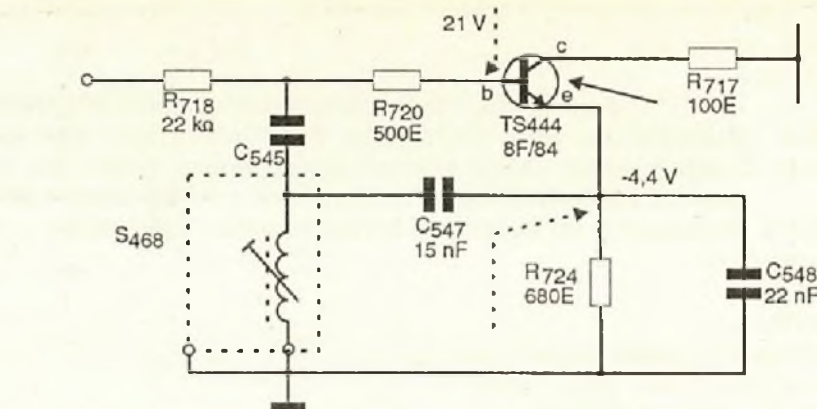 21 V
c
b
e
R718
22 kΩ
R720
500E
TS444
8F/84
R717
100E
C545
-4,4 V
S468
C547
15 nF
R724
680E
C548
22 nF